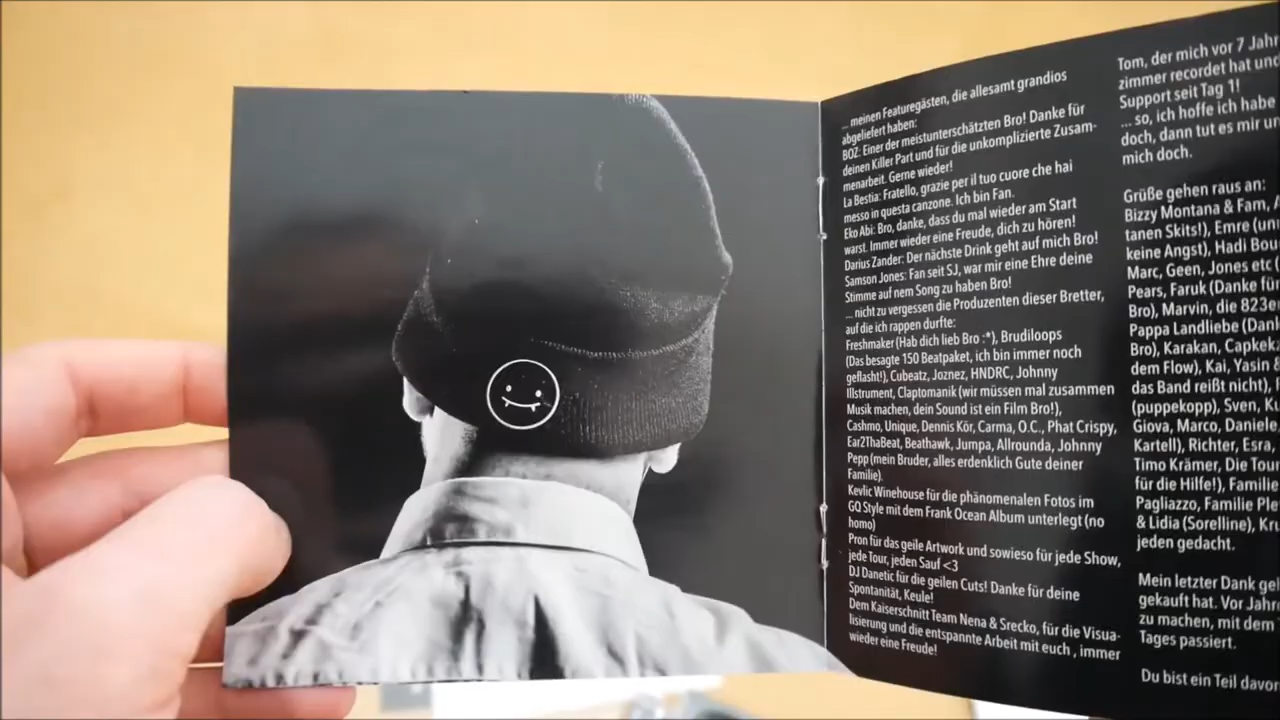 ... meinen Featuregästen, die allesamt grandios
abgeliefert haben:
BOZ: Einer der meistunterschätzten Bro! Danke für
deinen Killer Part und für die unkomplizierte Zusam-
menarbeit. Gerne wieder!
La Bestia: Fratello, grazie per il tuo cuore che hai
messo in questa canzone. Ich bin Fan.
Eko Abi: Bro, danke, dass du mal wieder am Start
warst. Immer wieder eine Freude, dich zu hören!
Darius Zander: Der nächste Drink geht auf mich Bro!
Samson Jones: Fan seit SJ, war mir eine Ehre deine
Stimme auf nem Song zu haben Bro!
... nicht zu vergessen die Produzenten dieser Bretter,
auf die ich rappen durfte:
Freshmaker (Hab dich lieb Bro :*), Brudiloops
(Das besagte 150 Beatpaket, ich bin immer noch
geflasht!), Cubeatz, Joznez, HNDRC, Johnny
Illstrument, Claptomanik (wir müssen mal zusammen
Musik machen, dein Sound ist ein Film Bro!),
Cashmo, Unique, Dennis Kör, Carma, O.C., Phat Crispy,
Ear2ThaBeat, Beathawk, Jumpa, Allrounda, Johnny
Pepp (mein Bruder, alles erdenklich Gute deiner
Familie).
Kevlic Winehouse für die phänomenalen Fotos im
GQ Style mit dem Frank Ocean Album unterlegt (no
homo)
Pron für das geile Artwork und sowieso für jede Show,
jede Tour, jeden Sauf <3
DJ Danetic für die geilen Cuts! Danke für deine
Spontanität, Keule!
Dem Kaiserschnitt Team Nena & Srecko, für die Visua-
lisierung und die entspannte Arbeit mit euch , immer
wieder eine Freude!
Tom, der mich vor 7 Jahr
zimmer recordet hat und
Support seit Tag 1!
... so, ich hoffe ich habe
doch, dann tut es mir
mich doch.
Grüße gehen raus an:
Bizzy Montana & Fam,
tanen Skits!), Emre
keine Angst), Hadi
Marc, Geen, Jones etc (
Pears, Faruk (Danke für
Bro), Marvin, die
Pappa Landliebe
Bro), Karakan,
dem Flow), Kai, Yasin &
das Band reißt nicht),
(puppekopp), Sven,
Giova, Marco, Daniele,
Kartell), Richter, Esra,
Timo Krämer, Die Tour
für die Hilfe!), Familie
Pagliazzo, Familie
& Lidia (Sorelline),
jeden gedacht.
Mein letzter Dank
gekauft hat. Vor
zu machen, mit dem
Tages passiert.
Du bist ein Teil